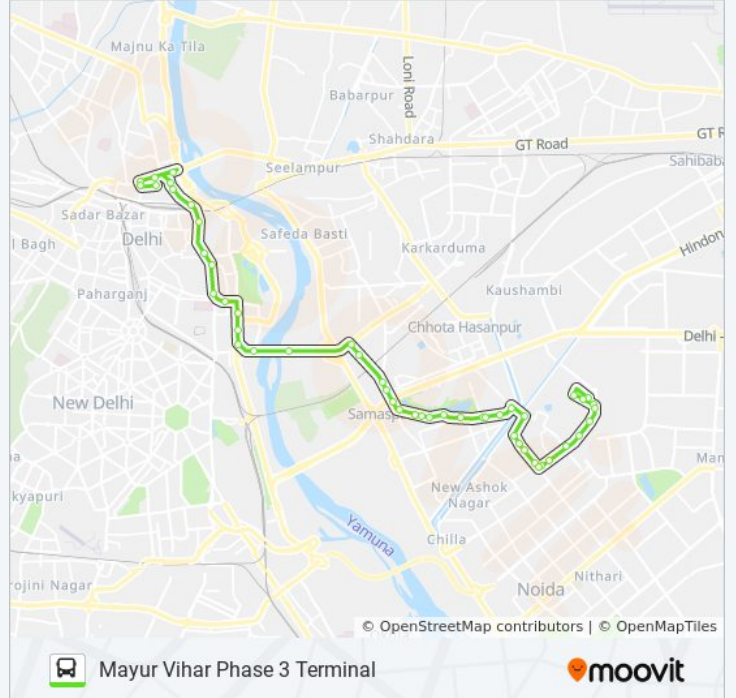 Majnu Ka Tila
Loni Road
Babarpur
Shahdara
GT Road
GT R
Seelampur
Sahibab
Sadar Bazar
Delhi
l Bagh
Safeda Basti
Karkarduma
Hindon
Paharganj
Kaushambi
Chhota Hasanpur
Delhi -
New Delhi
Samasp
a
Man
kyapuri
New Ashok
Nagar
Yamuna
Chilla
rojini Nagar
Nithari
Noida
© OpenStreetMap contributors | © OpenMapTiles
Mayur Vihar Phase 3 Terminal
moovit